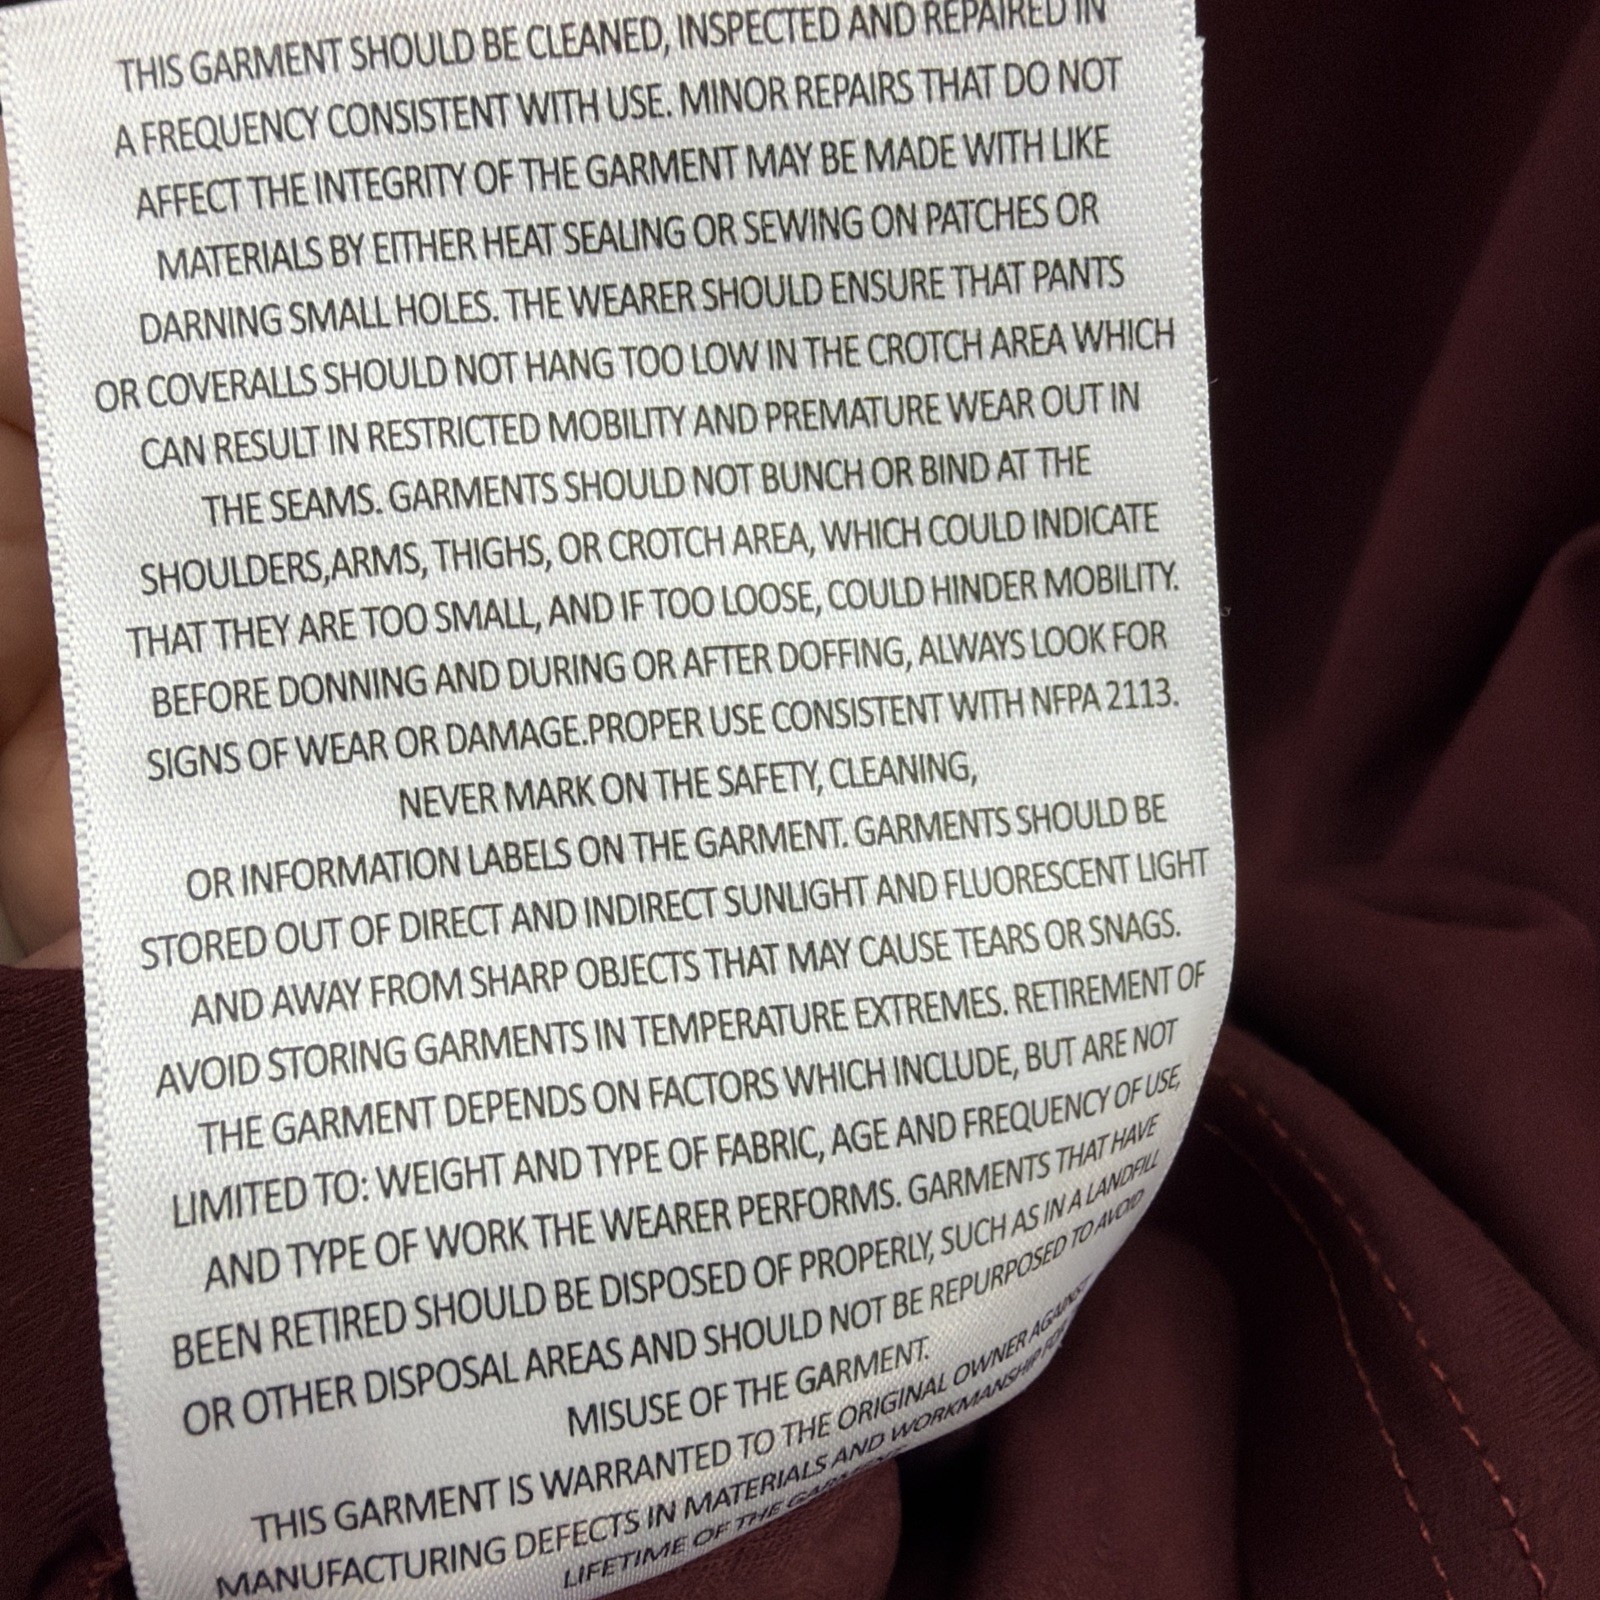 THIS GARMENT SHOULD BE CLEANED, INSPECTED AND REPAIRED IN
A FREQUENCY CONSISTENT WITH USE. MINOR REPAIRS THAT DO NOT
AFFECT THE INTEGRITY OF THE GARMENT MAY BE MADE WITH LIKE
MATERIALS BY EITHER HEAT SEALING OR SEWING ON PATCHES OR
DARNING SMALL HOLES. THE WEARER SHOULD ENSURE THAT PANTS
OR COVERALLS SHOULD NOT HANG TOO LOW IN THE CROTCH AREA WHICH
CAN RESULT IN RESTRICTED MOBILITY AND PREMATURE WEAR OUT IN
THE SEAMS. GARMENTS SHOULD NOT BUNCH OR BIND AT THE
SHOULDERS,ARMS, THIGHS, OR CROTCH AREA, WHICH COULD INDICATE
THAT THEY ARE TOO SMALL, AND IF TOO LOOSE, COULD HINDER MOBILITY.
BEFORE DONNING AND DURING OR AFTER DOFFING, ALWAYS LOOK FOR
SIGNS OF WEAR OR DAMAGE.PROPER USE CONSISTENT WITH NFPA 2113.
NEVER MARK ON THE SAFETY, CLEANING,
OR INFORMATION LABELS ON THE GARMENT. GARMENTS SHOULD BE
STORED OUT OF DIRECT AND INDIRECT SUNLIGHT AND FLUORESCENT LIGHT
AND AWAY FROM SHARP OBJECTS THAT MAY CAUSE TEARS OR SNAGS.
AVOID STORING GARMENTS IN TEMPERATURE EXTREMES. RETIREMENT OF
THE GARMENT DEPENDS ON FACTORS WHICH INCLUDE, BUT ARE NOT
LIMITED TO: WEIGHT AND TYPE OF FABRIC, AGE AND FREQUENCY OF USE,
AND TYPE OF WORK THE WEARER PERFORMS. GARMENTS THAT HAVE
BEEN RETIRED SHOULD BE DISPOSED OF PROPERLY, SUCH AS IN A LANDFILL
OR OTHER DISPOSAL AREAS AND SHOULD NOT BE REPURPOSED TO AVOID
MISUSE OF THE GARMENT.
THIS GARMENT IS WARRANTED TO THE ORIGINAL OWNER AGAINST
MANUFACTURING DEFECTS IN MATERIALS AND WORKMANSHIP FOR
LIFETIME OF THE